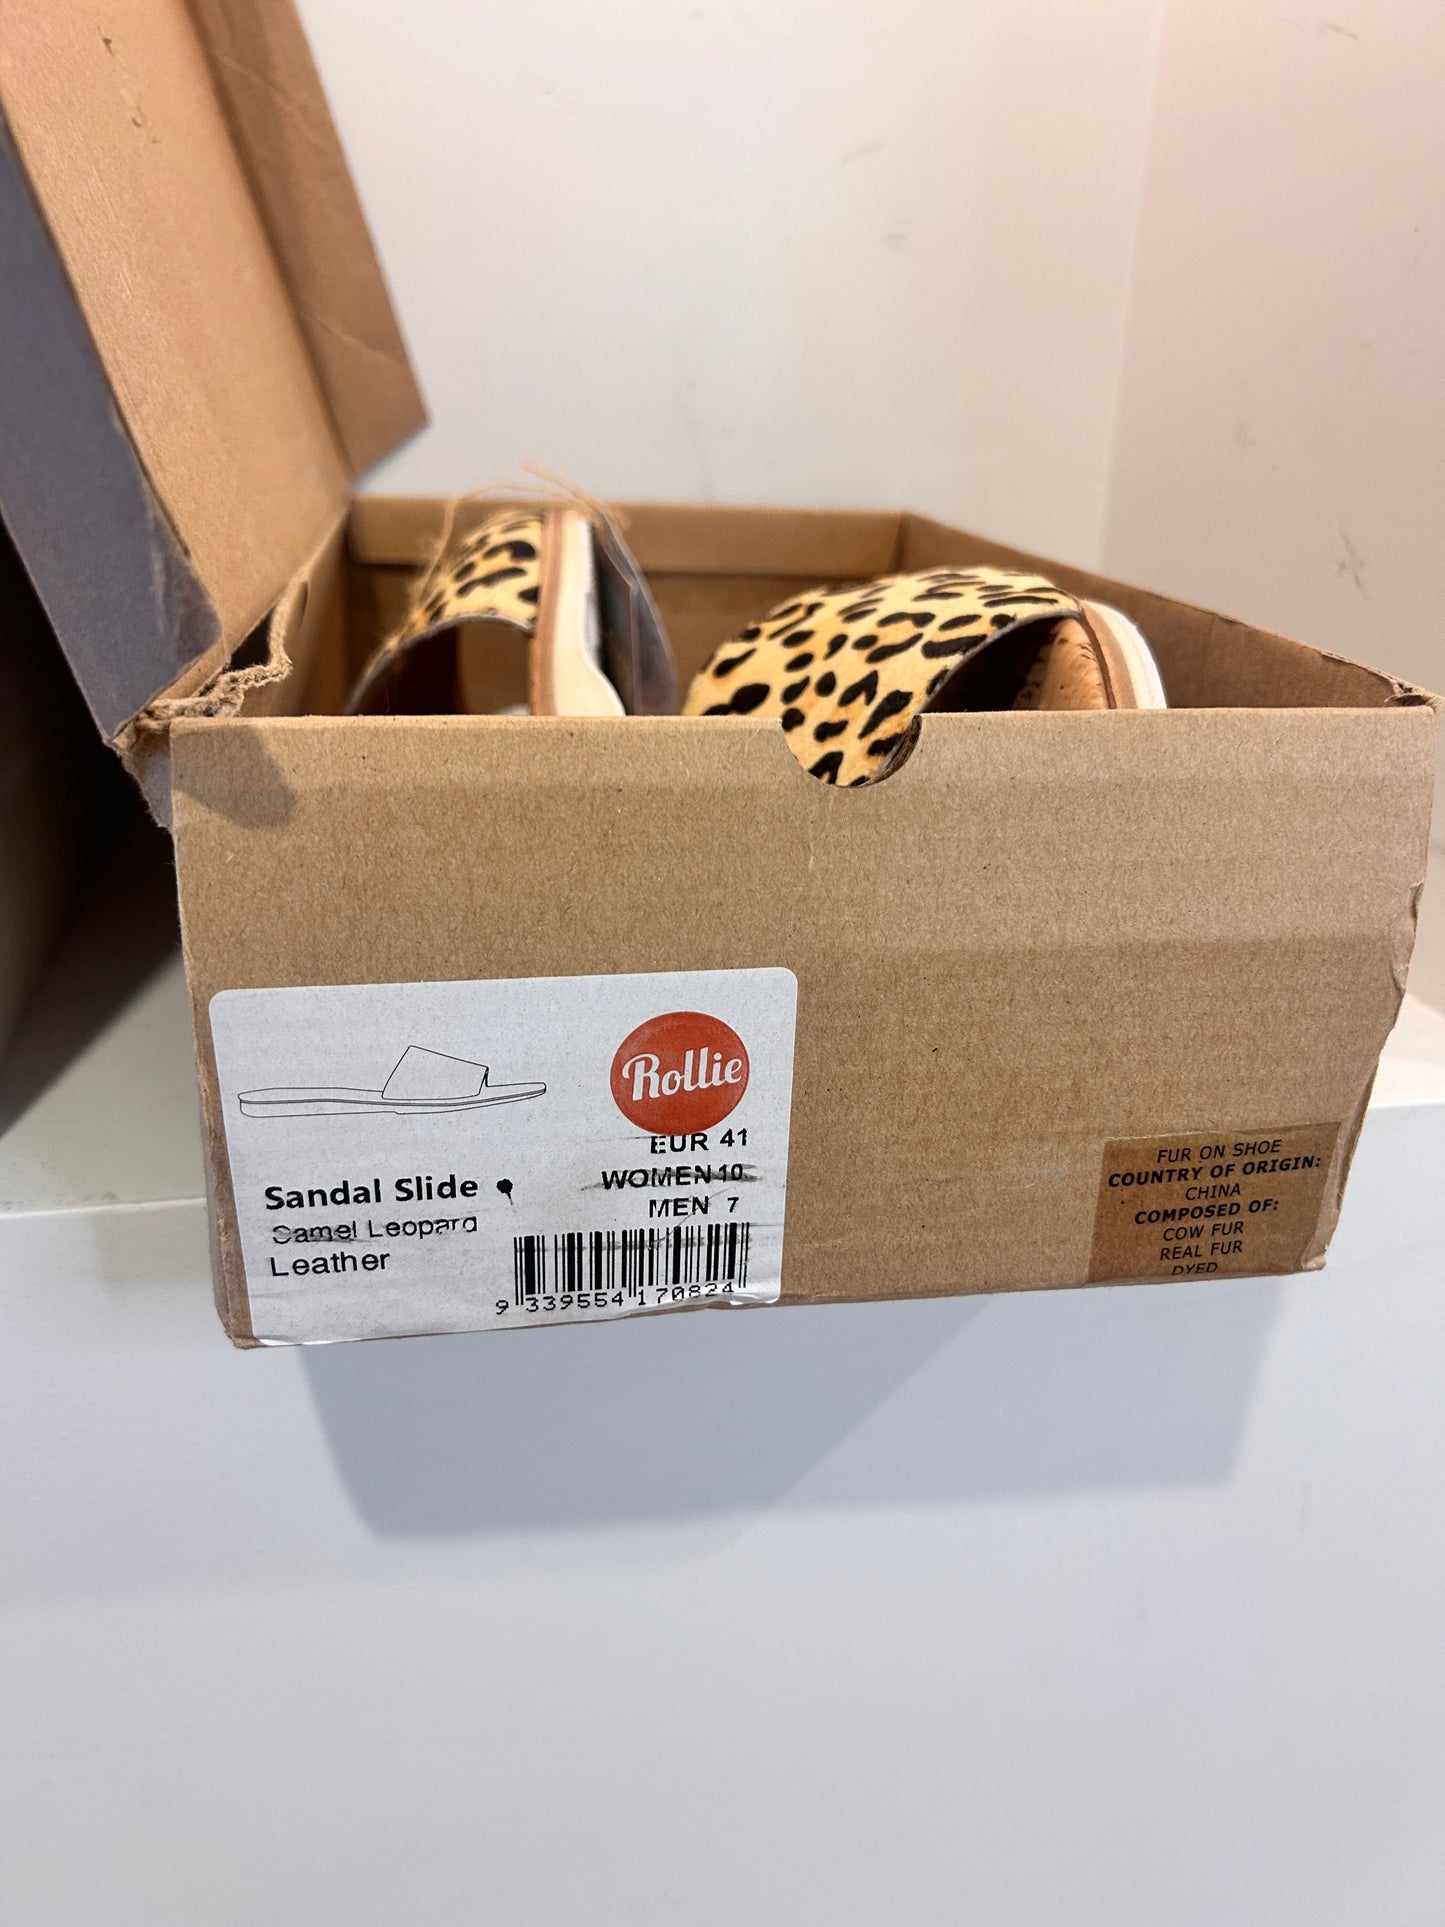 Rollie
EUR 41
WOMEN 10
MEN 7
Sandal Slide
Camel Leopard
Leather
9 339554 170824
FUR ON SHOE
COUNTRY OF ORIGIN:
CHINA
COMPOSED OF:
COW FUR
REAL FUR
DYED